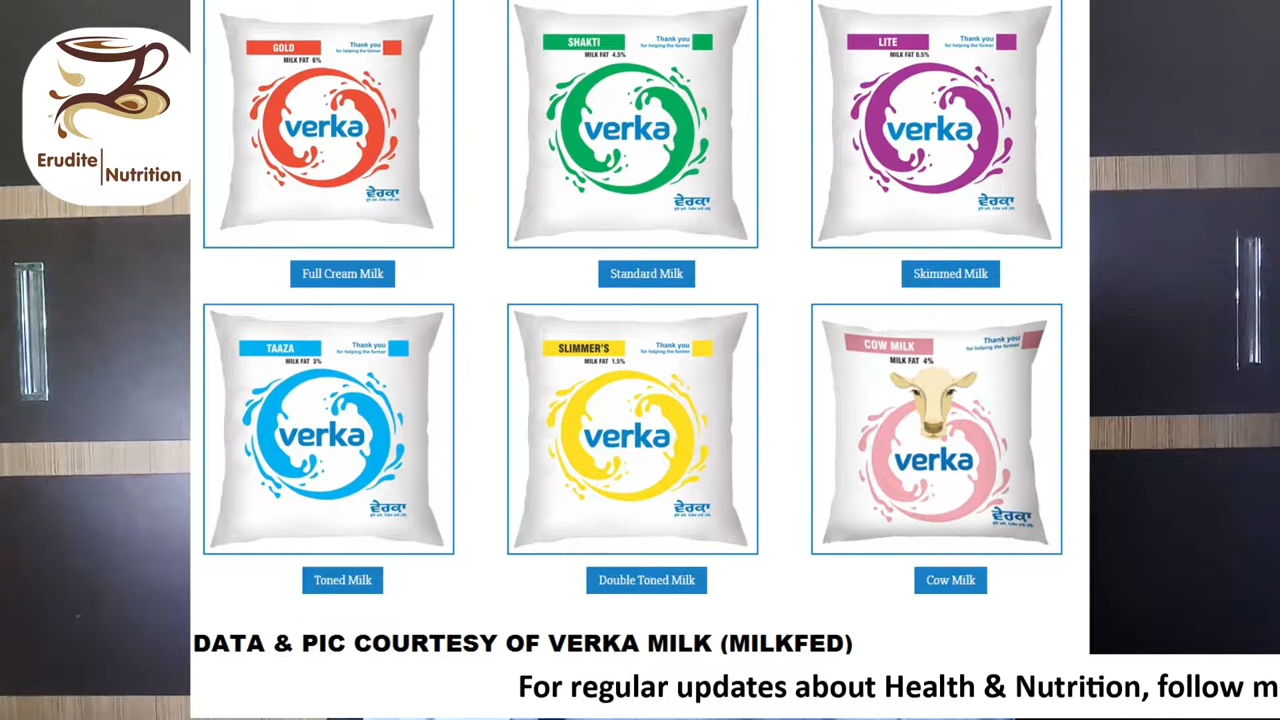 Erudite
Nutrition
GOLD
Thank you
for helping the farmer
MILK FAT 6%
verka
ਵੇਰਕਾ
SHAKTI
Thank you
for helping the farmer
MILK FAT 4.5%
verka
ਵੇਰਕਾ
LITE
Thank you
for helping the farmer
MILK FAT 0.5%
verka
ਵੇਰਕਾ
Full Cream Milk
Standard Milk
Skimmed Milk
TAAZA
Thank you
for helping the farmer
MILK FAT 3%
verka
ਵੇਰਕਾ
SLIMMER'S
Thank you
for helping the farmer
MILK FAT 1.5%
verka
ਵੇਰਕਾ
COW MILK
Thank you
for helping the farmer
MILK FAT 4%
verka
ਵੇਰਕਾ
Toned Milk
Double Toned Milk
Cow Milk
DATA & PIC COURTESY OF VERKA MILK (MILKFED)
For regular updates about Health & Nutrition, follow m